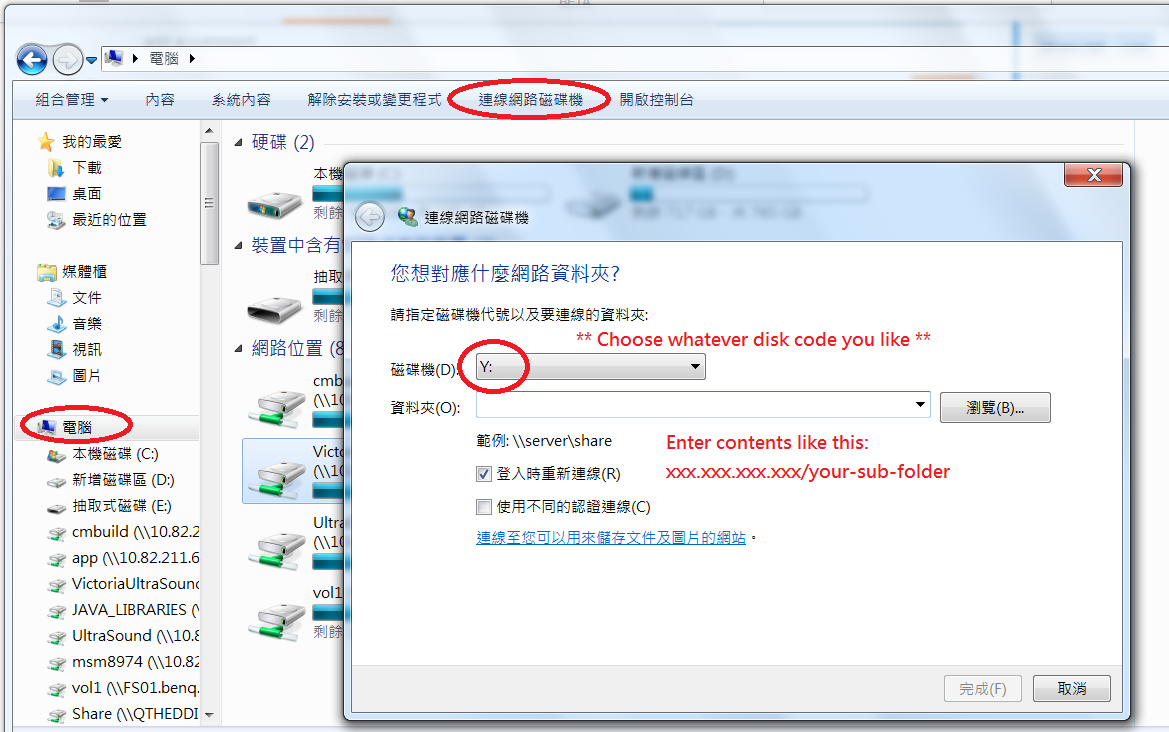 電腦
組合管理
內容
系統內容
解除安裝或變更程式
連線網路磁碟機
開啟控制台
我的最愛
下載
桌面
最近的位置
媒體櫃
文件
音樂
視訊
圖片
電腦
本機磁碟 (C:)
新增磁碟區 (D:)
抽取式磁碟 (E:)
cmbuild (\\10.82.2
app (\\10.82.211.6
VictoriaUltraSound
JAVA_LIBRARIES (\
UltraSound (\\10.8
msm8974 (\\10.82
vol1 (\\FS01.benq.
Share (\\QTHEDDI
硬碟 (2)
本機
剩餘
裝置中含有
抽取
剩餘
網路位置 (8
cmb
(\\10
Victo
(\\10
Ultra
(\\10
vol1
剩餘
連線網路磁碟機
您想對應什麼網路資料夾?
請指定磁碟機代號以及要連線的資料夾:
** Choose whatever disk code you like **
磁碟機(D):
Y:
資料夾(O):
瀏覽(B)...
範例: \\server\share
Enter contents like this:
登入時重新連線(R)
xxx.xxx.xxx.xxx/your-sub-folder
使用不同的認證連線(C)
連線至您可以用來儲存文件及圖片的網站。
完成(F)
取消